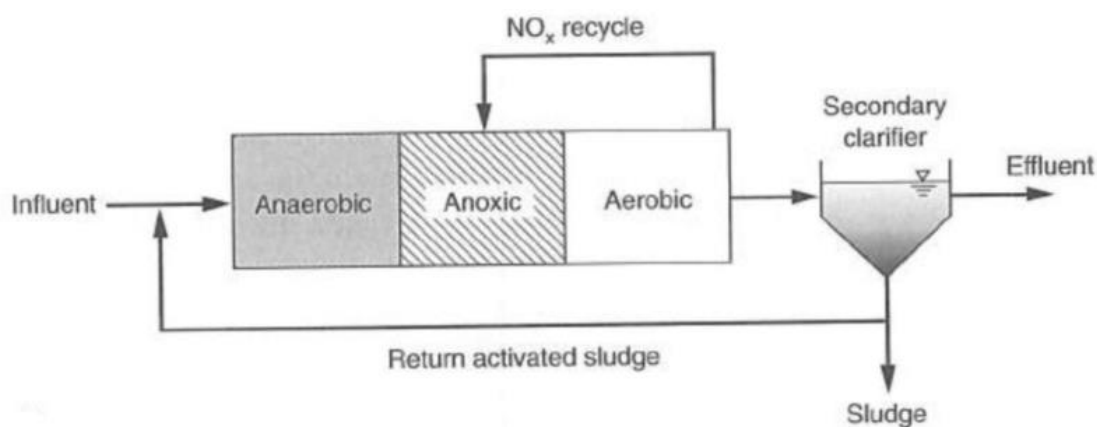 NOx recycle
Secondary
clarifier
Effluent
Influent
Anaerobic
Anoxic
Aerobic
Return activated sludge
Sludge